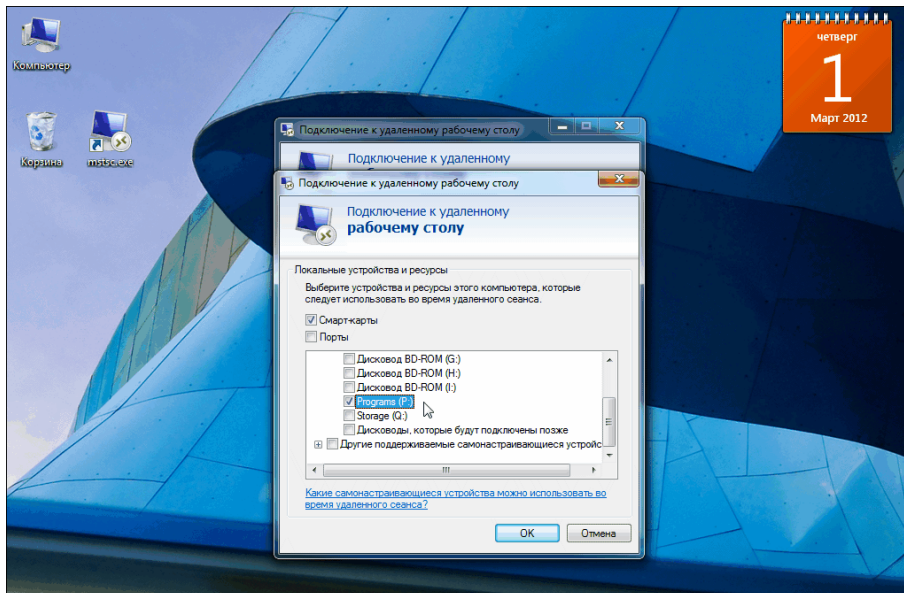 Компьютер
Корзина
mstsc.exe
четверг
1
Март 2012
Подключение к удаленному рабочему столу
Подключение к удаленному
Подключение к удаленному рабочему столу
Подключение к удаленному
рабочему столу
Локальные устройства и ресурсы
Выберите устройства и ресурсы этого компьютера, которые
следует использовать во время удаленного сеанса.
Смарт-карты
Порты
Дисковод BD-ROM (G:)
Дисковод BD-ROM (H:)
Дисковод BD-ROM (I:)
Programs (P:)
Storage (Q:)
Дисководы, которые будут подключены позже
Другие поддерживаемые самонастраивающиеся устройс
Какие самонастраивающиеся устройства можно использовать во
время удаленного сеанса?
OK
Отмена